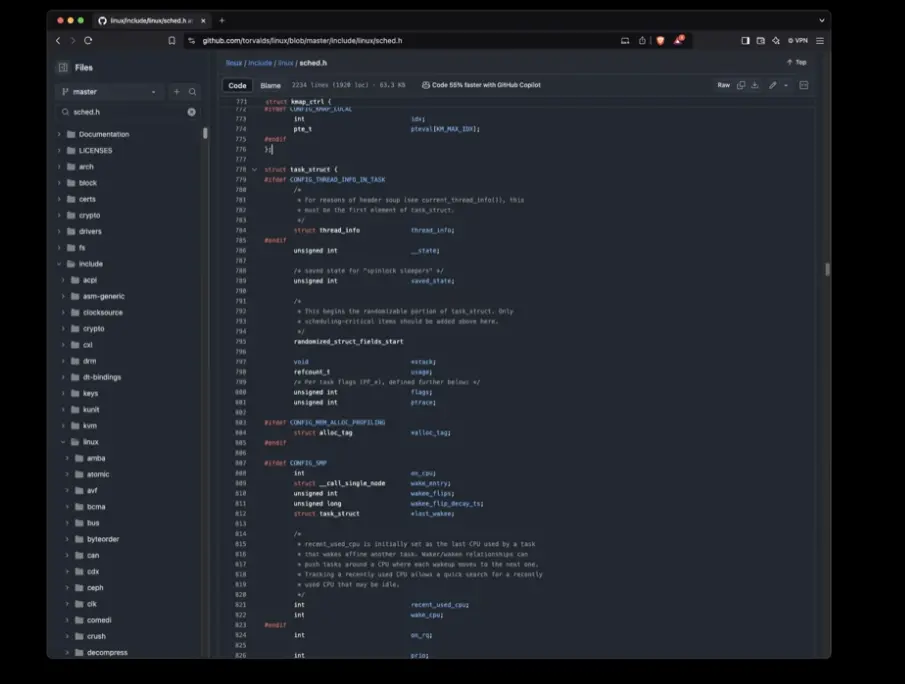 linux/include/linux/sched.h a
github.com/torvalds/linux/blob/master/include/linux/sched.h
VPN
Files
master
sched.h
Documentation
LICENSES
arch
block
certs
crypto
drivers
fs
include
acpi
asm-generic
clocksource
crypto
cxl
drm
dt-bindings
keys
kunit
kvm
linux
amba
atomic
avf
bcma
bus
byteorder
can
cdx
ceph
clk
comedi
crush
decompress
linux / include / linux / sched.h
Top
Code Blame 2234 lines (1920 loc) · 63.3 KB Code 55% faster with GitHub Copilot Raw
771 struct kmap_ctrl {
772 #ifdef CONFIG_KMAP_LOCAL
773 int idx;
774 pte_t pteval[KM_MAX_IDX];
775 #endif
776 };
777
778 struct task_struct {
779 #ifdef CONFIG_THREAD_INFO_IN_TASK
780 /*
781 * For reasons of header soup (see current_thread_info()), this
782 * must be the first element of task_struct.
783 */
784 struct thread_info thread_info;
785 #endif
786 unsigned int __state;
787
788 /* saved state for "spinlock sleepers" */
789 unsigned int saved_state;
790
791 /*
792 * This begins the randomizable portion of task_struct. Only
793 * scheduling-critical items should be added above here.
794 */
795 randomized_struct_fields_start
796
797 void *stack;
798 refcount_t usage;
799 /* Per task flags (PF_*), defined further below: */
800 unsigned int flags;
801 unsigned int ptrace;
802
803 #ifdef CONFIG_MEM_ALLOC_PROFILING
804 struct alloc_tag *alloc_tag;
805 #endif
806
807 #ifdef CONFIG_SMP
808 int on_cpu;
809 struct __call_single_node wake_entry;
810 unsigned int wakee_flips;
811 unsigned long wakee_flip_decay_ts;
812 struct task_struct *last_wakee;
813
814 /*
815 * recent_used_cpu is initially set as the last CPU used by a task
816 * that wakes affine another task. Waker/wakee relationships can
817 * push tasks around a CPU where each wakeup moves to the next one.
818 * Tracking a recently used CPU allows a quick search for a recently
819 * used CPU that may be idle.
820 */
821 int recent_used_cpu;
822 int wake_cpu;
823 #endif
824 int on_rq;
825
826 int prio;